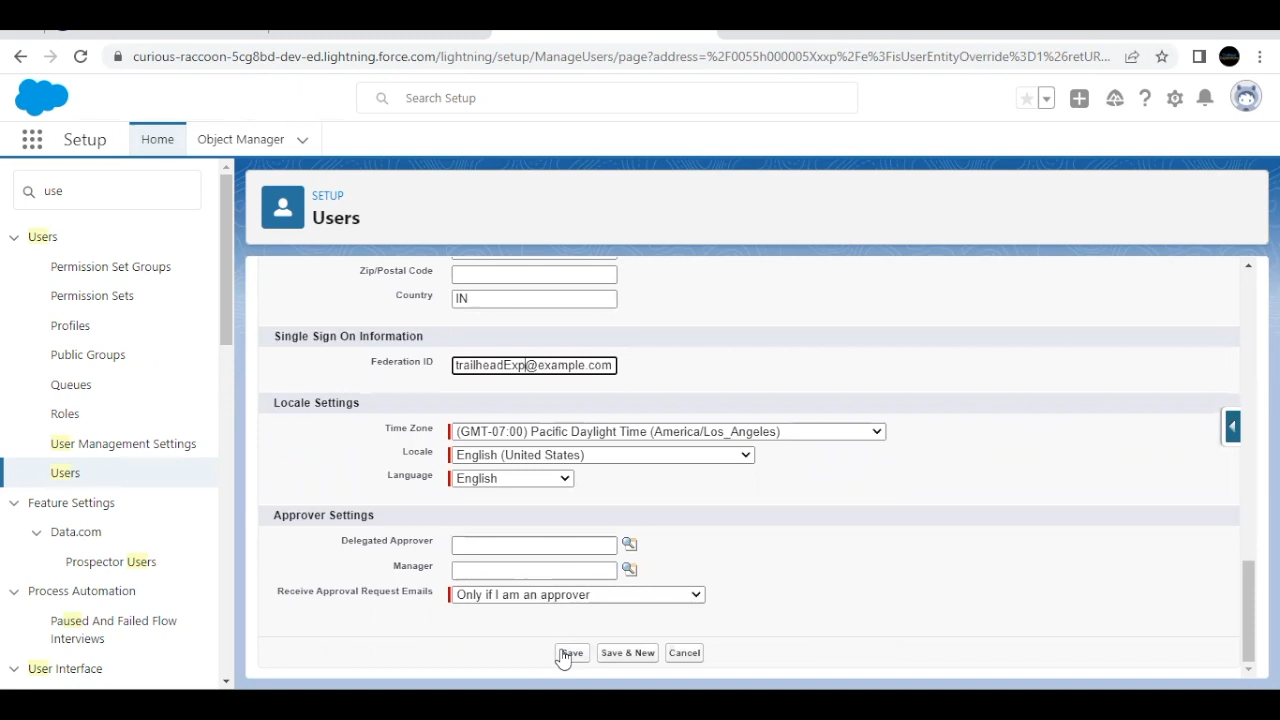 curious-raccoon-5cg8bd-dev-ed.lightning.force.com/lightning/setup/ManageUsers/page?address=%2F0055h000005Xxxp%2Fe%3FisUserEntityOverride%3D1%26retUR...
Search Setup
Setup
Home
Object Manager
use
Users
Permission Set Groups
Permission Sets
Profiles
Public Groups
Queues
Roles
User Management Settings
Users
Feature Settings
Data.com
Prospector Users
Process Automation
Paused And Failed Flow
Interviews
User Interface
SETUP
Users
Zip/Postal Code
Country IN
Single Sign On Information
Federation ID trailheadExp@example.com
Locale Settings
Time Zone (GMT-07:00) Pacific Daylight Time (America/Los_Angeles)
Locale English (United States)
Language English
Approver Settings
Delegated Approver
Manager
Receive Approval Request Emails Only if I am an approver
Save Save & New Cancel